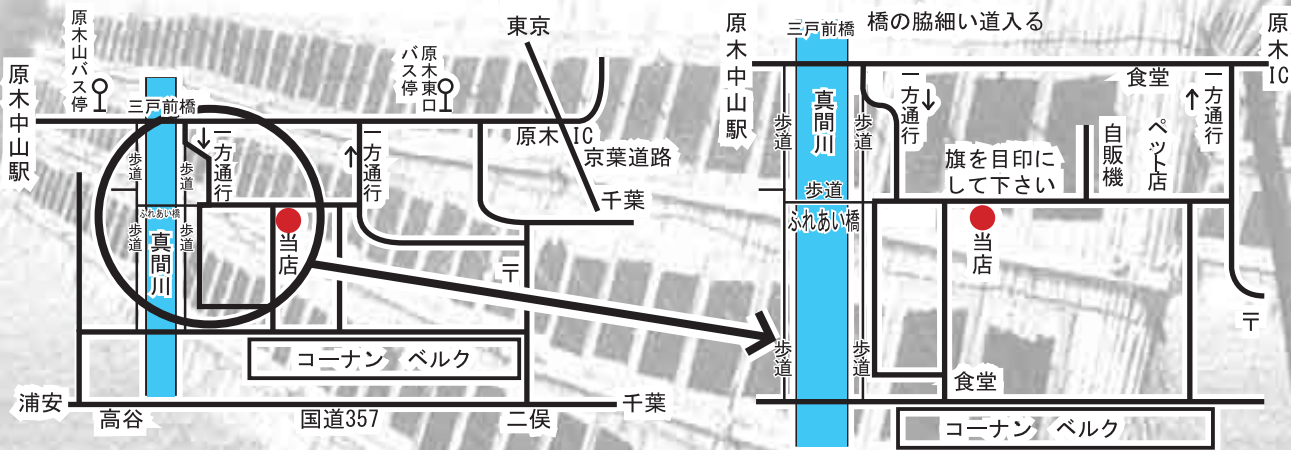 原木中山駅
原木山バス停
三戸前橋
原木東口バス停
東京
原木 IC
京葉道路
千葉
歩道
歩道
一方通行
一方通行
ふれあい橋
歩道
真間川
歩道
当店
〒
コーナン ベルク
浦安
高谷
国道357
二俣
千葉
原木中山駅
三戸前橋
橋の脇細い道入る
原木IC
歩道
真間川
歩道
一方通行
食堂
一方通行
旗を目印に
して下さい
自販機
ペット店
歩道
ふれあい橋
当店
〒
歩道
歩道
食堂
コーナン ベルク